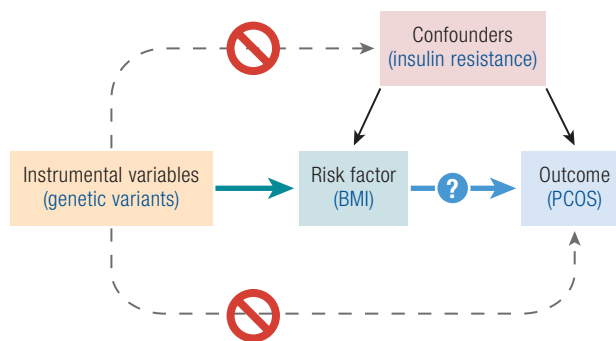 Confounders
(insulin resistance)
Instrumental variables
(genetic variants)
Risk factor
(BMI)
?
Outcome
(PCOS)